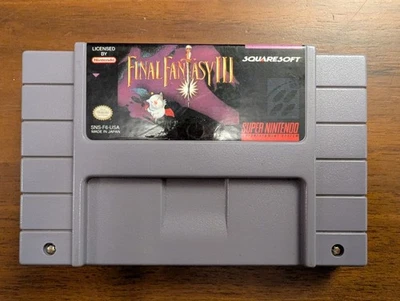 LICENSED
BY
Nintendo
FINAL FANTASY III
SQUARESOFT
SNS-F6-USA
MADE IN JAPAN
SUPER NINTENDO